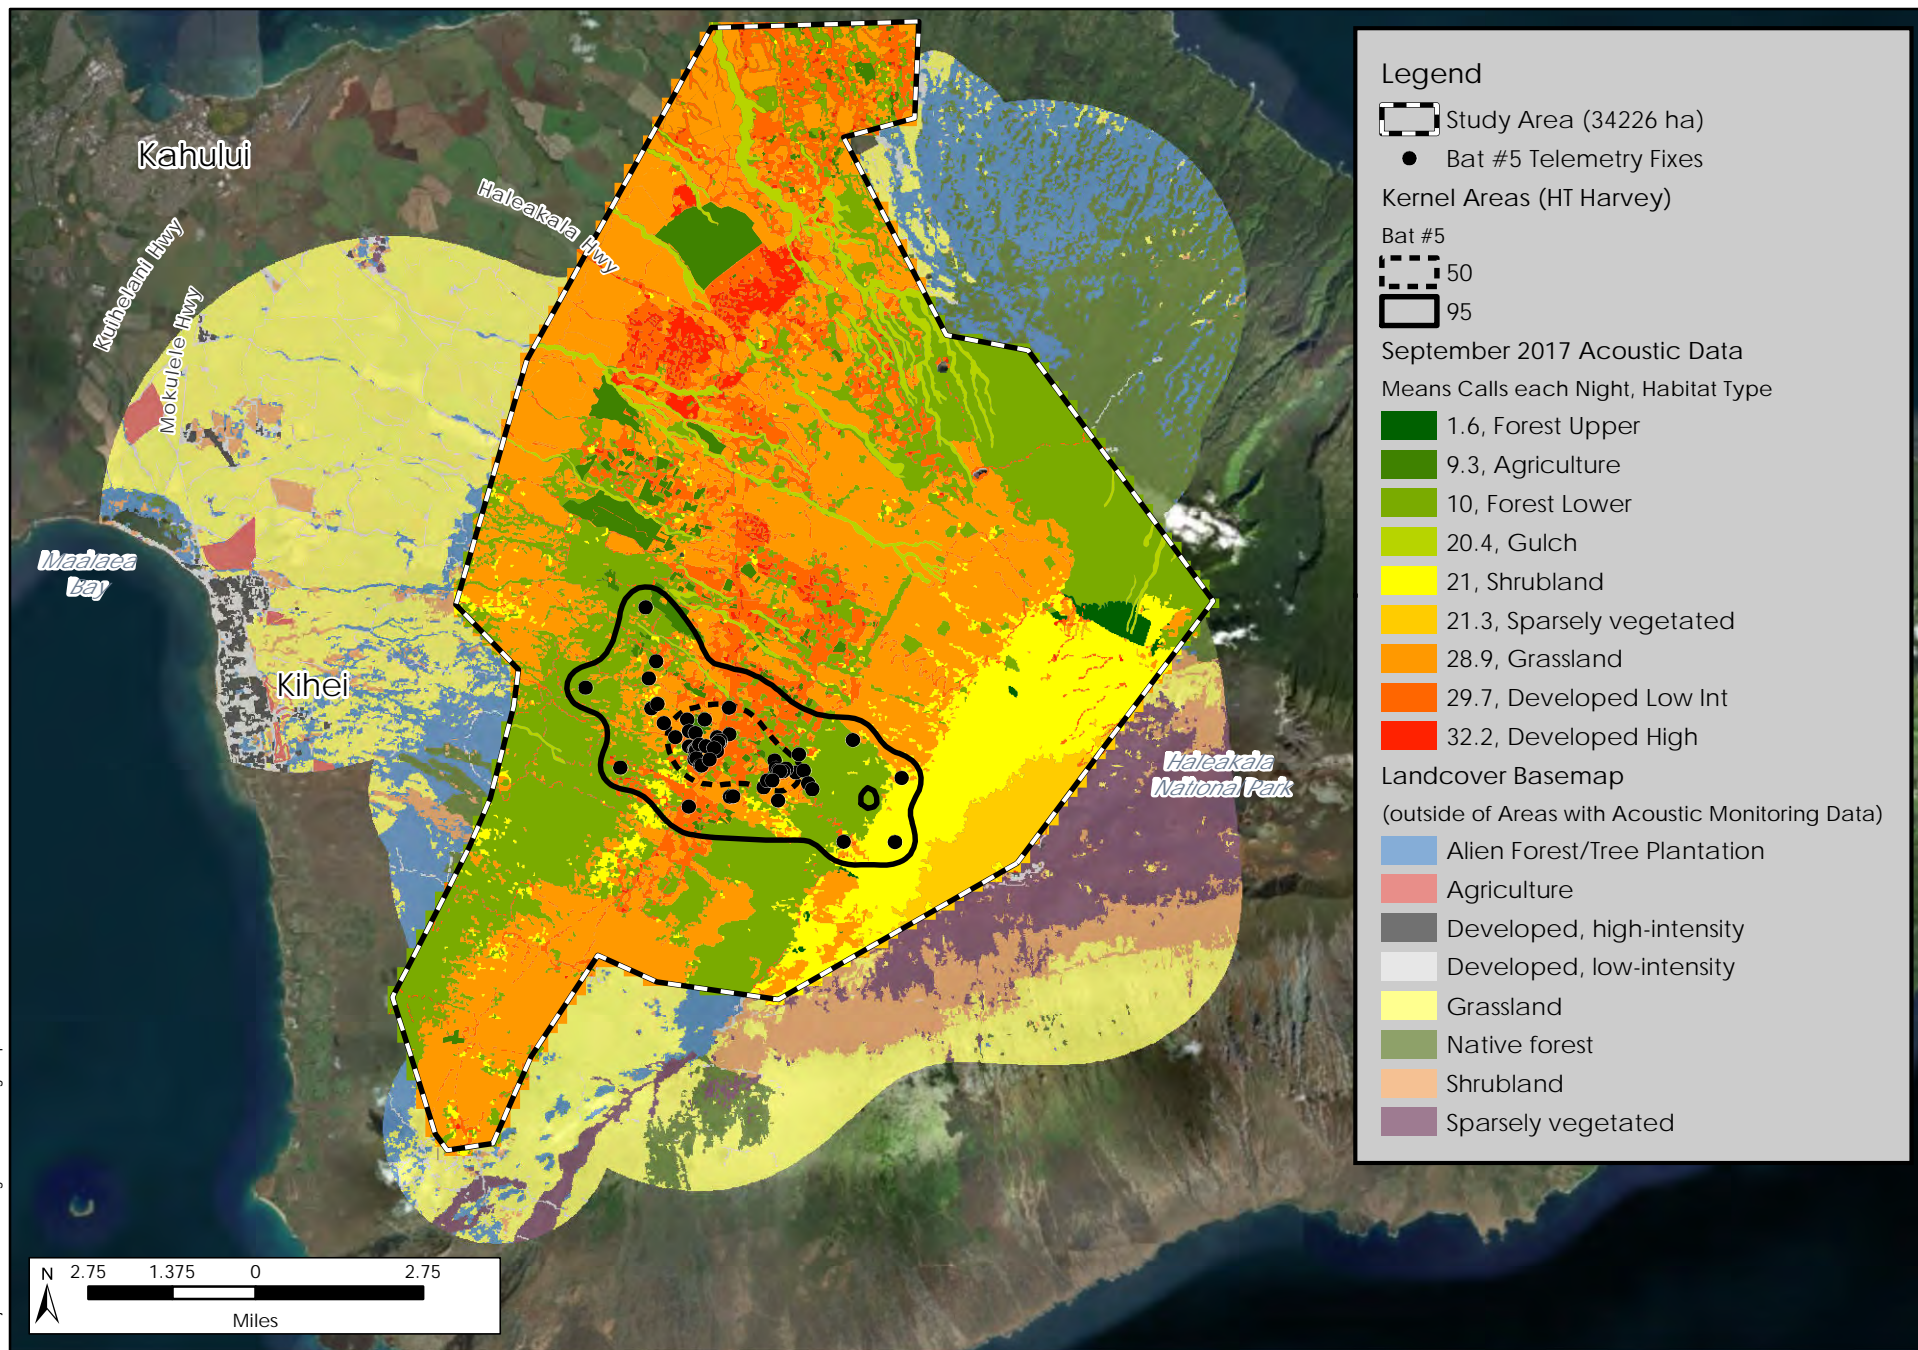 Kahului
Haleakala Hwy
Kuihelani Hwy
Mokulele Hwy
Maalaea
Bay
Kihei
Haleakala
National Park
N
2.75 1.375 0 2.75
Miles
Legend
Study Area (34226 ha)
Bat #5 Telemetry Fixes
Kernel Areas (HT Harvey)
Bat #5
50
95
September 2017 Acoustic Data
Means Calls each Night, Habitat Type
1.6, Forest Upper
9.3, Agriculture
10, Forest Lower
20.4, Gulch
21, Shrubland
21.3, Sparsely vegetated
28.9, Grassland
29.7, Developed Low Int
32.2, Developed High
Landcover Basemap
(outside of Areas with Acoustic Monitoring Data)
Alien Forest/Tree Plantation
Agriculture
Developed, high-intensity
Developed, low-intensity
Grassland
Native forest
Shrubland
Sparsely vegetated